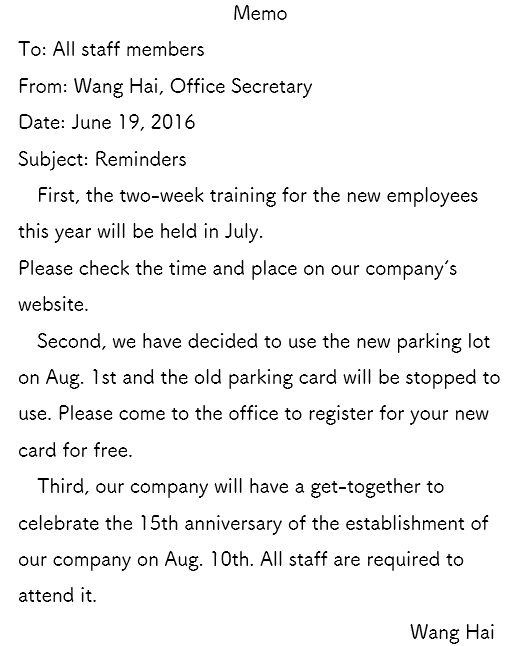 Memo
To: All staff members
From: Wang Hai, Office Secretary
Date: June 19, 2016
Subject: Reminders
First, the two-week training for the new employees
this year will be held in July.
Please check the time and place on our company's
website.
Second, we have decided to use the new parking lot
on Aug. 1st and the old parking card will be stopped to
use. Please come to the office to register for your new
card for free.
Third, our company will have a get-together to
celebrate the 15th anniversary of the establishment of
our company on Aug. 10th. All staff are required to
attend it.
Wang Hai